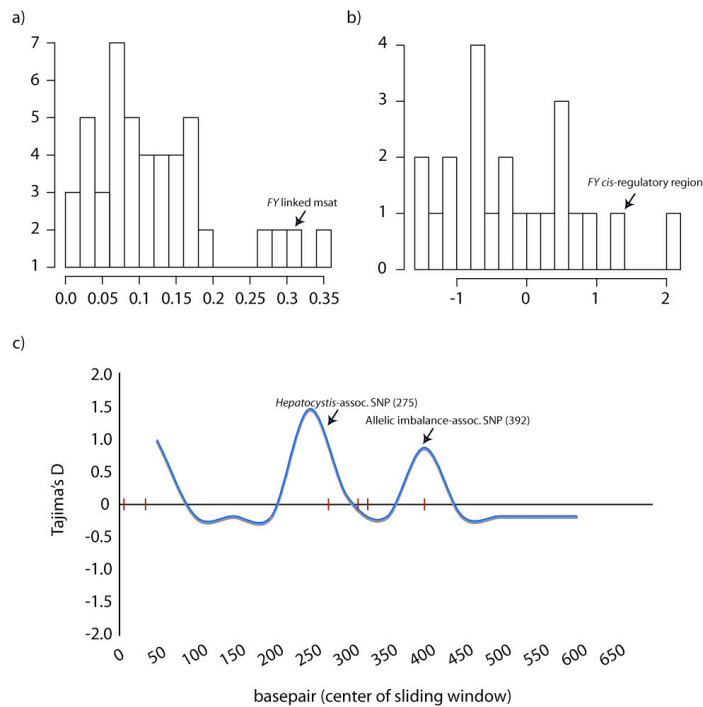 a)
7
6
5
4
3
2
1
FY linked msat
0.0 0.05 0.1 0.15 0.2 0.25 0.3 0.35
b)
4
3
2
1
0
FY cis-regulatory region
-1 0 1 2
c)
2.0
1.5
1.0
0.5
0
-0.5
-1.0
-1.5
-2.0
Tajima's D
Hepatocystis-assoc. SNP (275)
Allelic imbalance-assoc. SNP (392)
0 50 100 150 200 250 300 350 400 450 500 550 600 650
basepair (center of sliding window)